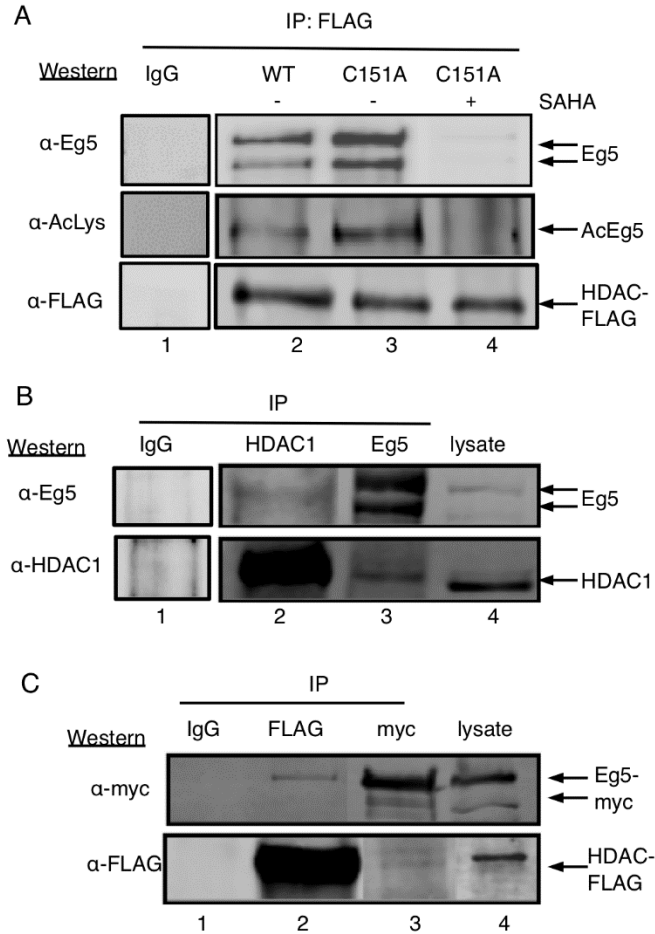 A
IP: FLAG
Western IgG WT C151A C151A
- - + SAHA
α-Eg5 Eg5
α-AcLys AcEg5
α-FLAG HDAC-
FLAG
1 2 3 4
B
IP
Western IgG HDAC1 Eg5 lysate
α-Eg5 Eg5
α-HDAC1 HDAC1
1 2 3 4
C
IP
Western IgG FLAG myc lysate
α-myc Eg5-
myc
α-FLAG HDAC-
FLAG
1 2 3 4